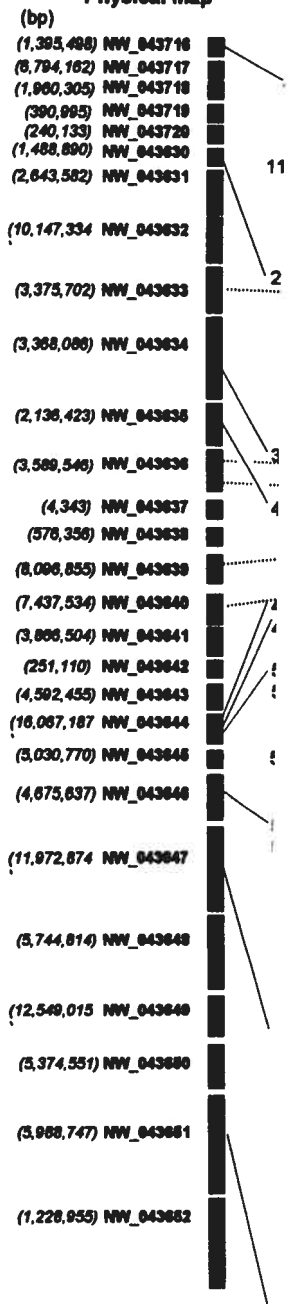 Physical map
(bp)
(1,395,498) NW_043716
(6,794,162) NW_043717
(1,960,305) NW_043718
(390,995) NW_043719
(240,133) NW_043729
(1,488,890) NW_043630
11
(2,643,582) NW_043631
(10,147,334 NW_043632
2
(3,375,702) NW_043633
(3,368,086) NW_043634
(2,136,423) NW_043635
3
(3,589,546) NW_043636
4
(4,343) NW_043637
(576,356) NW_043638
(8,096,855) NW_043639
(7,437,534) NW_043640
(3,866,504) NW_043641
(251,110) NW_043642
(4,592,455) NW_043643
(16,067,187 NW_043644
(5,030,770) NW_043645
(4,675,637) NW_043646
(11,972,874 NW_043647
(5,744,814) NW_043648
(12,549,015 NW_043649
(5,374,551) NW_043650
(5,988,747) NW_043651
(1,228,955) NW_043652